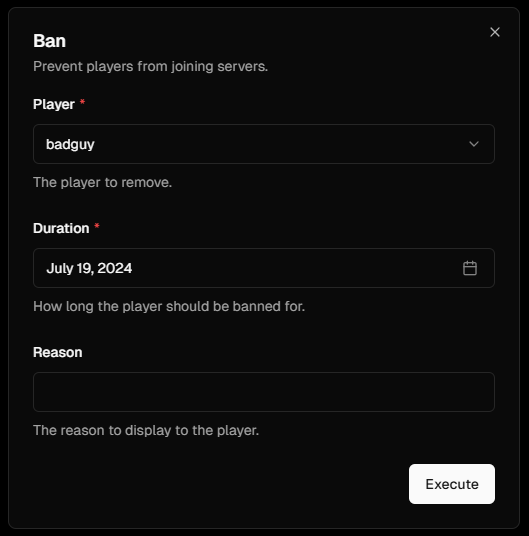 Ban
Prevent players from joining servers.
Player *
badguy
The player to remove.
Duration *
July 19, 2024
How long the player should be banned for.
Reason
The reason to display to the player.
Execute